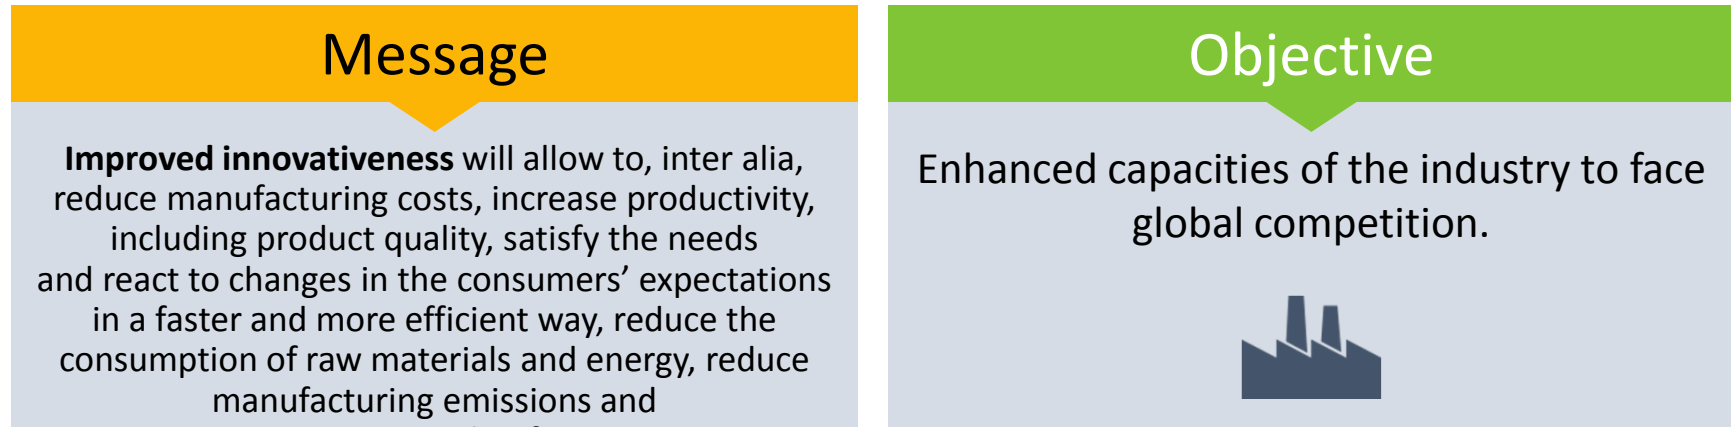 Message
Improved innovativeness will allow to, inter alia,
reduce manufacturing costs, increase productivity,
including product quality, satisfy the needs
and react to changes in the consumers’ expectations
in a faster and more efficient way, reduce the
consumption of raw materials and energy, reduce
manufacturing emissions and
Objective
Enhanced capacities of the industry to face
global competition.